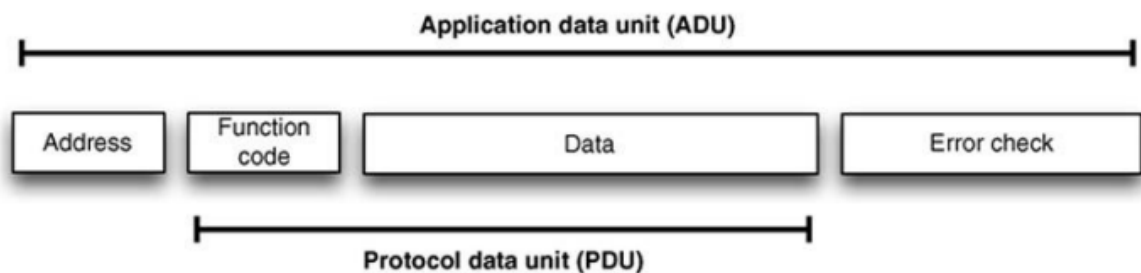 Application data unit (ADU)
Address
Function
code
Data
Error check
Protocol data unit (PDU)